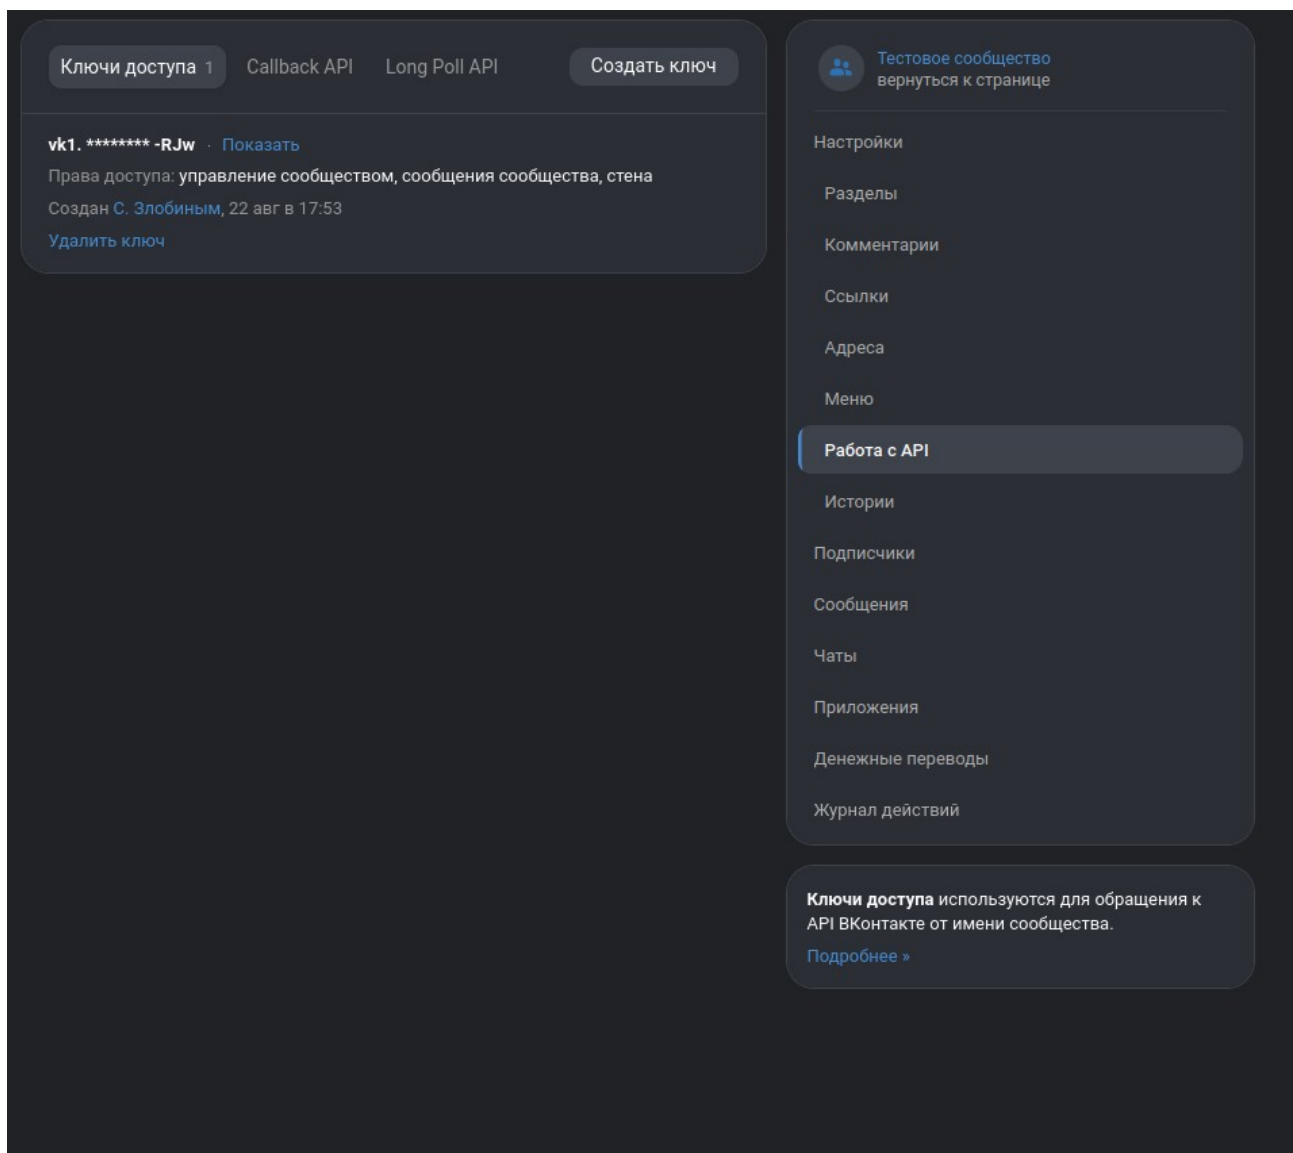 Ключи доступа 1 Callback API Long Poll API Создать ключ
vk1. ******** -RJw · Показать
Права доступа: управление сообществом, сообщения сообщества, стена
Создан С. Злобиным, 22 авг в 17:53
Удалить ключ
Тестовое сообщество
вернуться к странице
Настройки
Разделы
Комментарии
Ссылки
Адреса
Меню
Работа с API
Истории
Подписчики
Сообщения
Чаты
Приложения
Денежные переводы
Журнал действий
Ключи доступа используются для обращения к
API ВКонтакте от имени сообщества.
Подробнее »